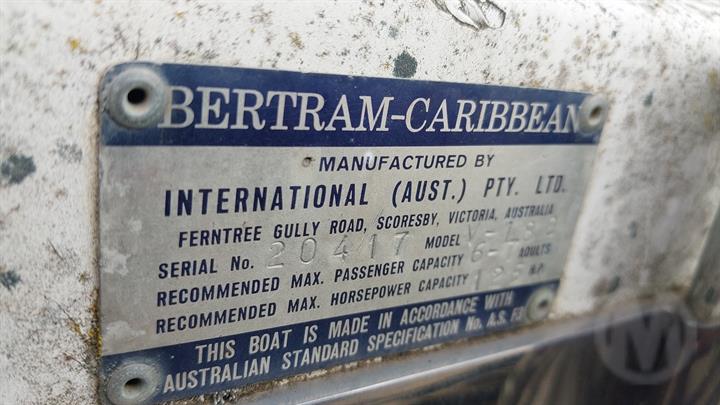 BERTRAM-CARIBBEAN
MANUFACTURED BY
INTERNATIONAL (AUST.) PTY. LTD.
FERNTREE GULLY ROAD, SCORESBY, VICTORIA, AUSTRALIA
SERIAL No. 20417 MODEL
RECOMMENDED MAX. PASSENGER CAPACITY ADULTS
RECOMMENDED MAX. HORSEPOWER CAPACITY 125 H.P.
THIS BOAT IS MADE IN ACCORDANCE WITH
AUSTRALIAN STANDARD SPECIFICATION No. A.S.
M